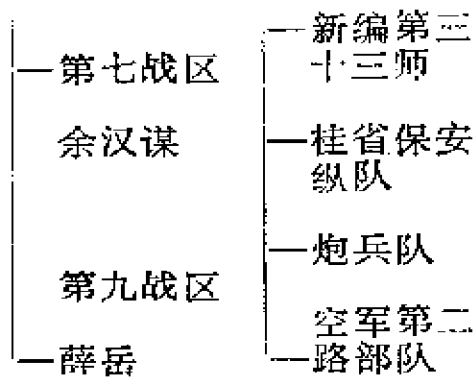 第七战区
余汉谋
第九战区
薛岳
新编第三
十三师
桂省保安
纵队
炮兵队
空军第二
路部队